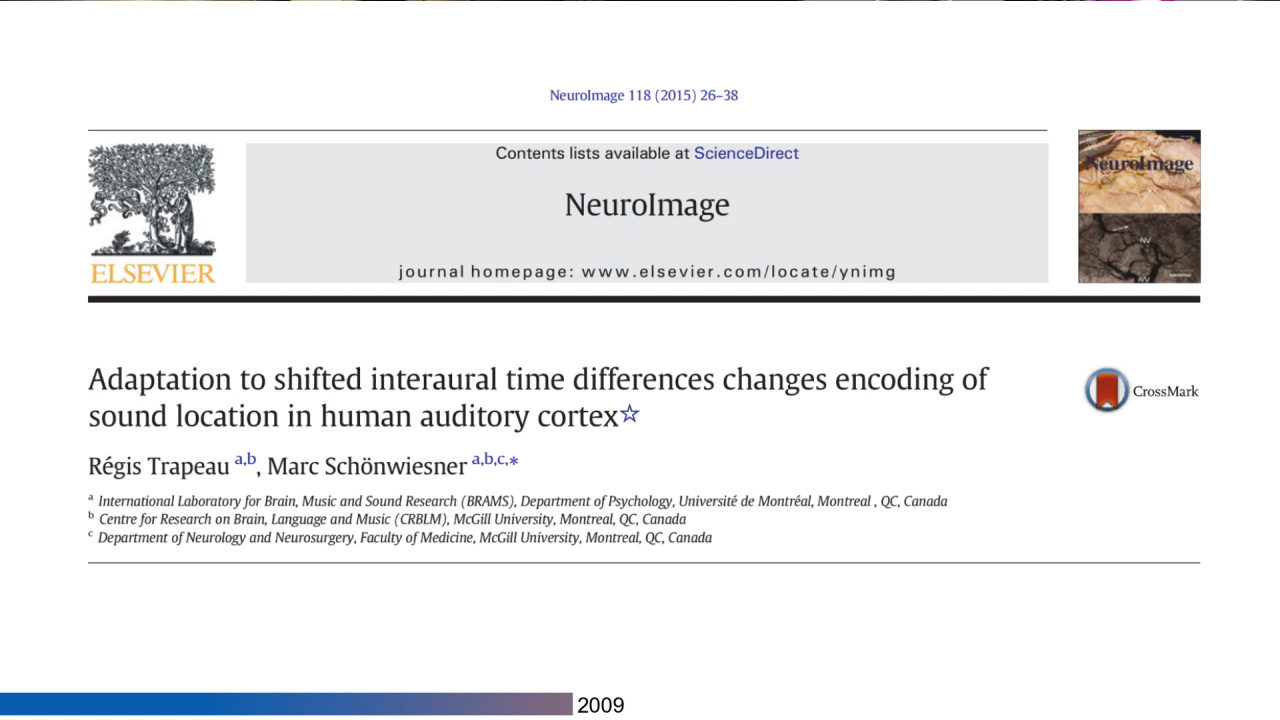 NeuroImage 118 (2015) 26–38
Contents lists available at ScienceDirect
NeuroImage
journal homepage: www.elsevier.com/locate/ynimg
ELSEVIER
NeuroImage
Adaptation to shifted interaural time differences changes encoding of
sound location in human auditory cortex☆
CrossMark
Régis Trapeau a,b, Marc Schönwiesner a,b,c,*
a International Laboratory for Brain, Music and Sound Research (BRAMS), Department of Psychology, Université de Montréal, Montreal , QC, Canada
b Centre for Research on Brain, Language and Music (CRBLM), McGill University, Montreal, QC, Canada
c Department of Neurology and Neurosurgery, Faculty of Medicine, McGill University, Montreal, QC, Canada
2009